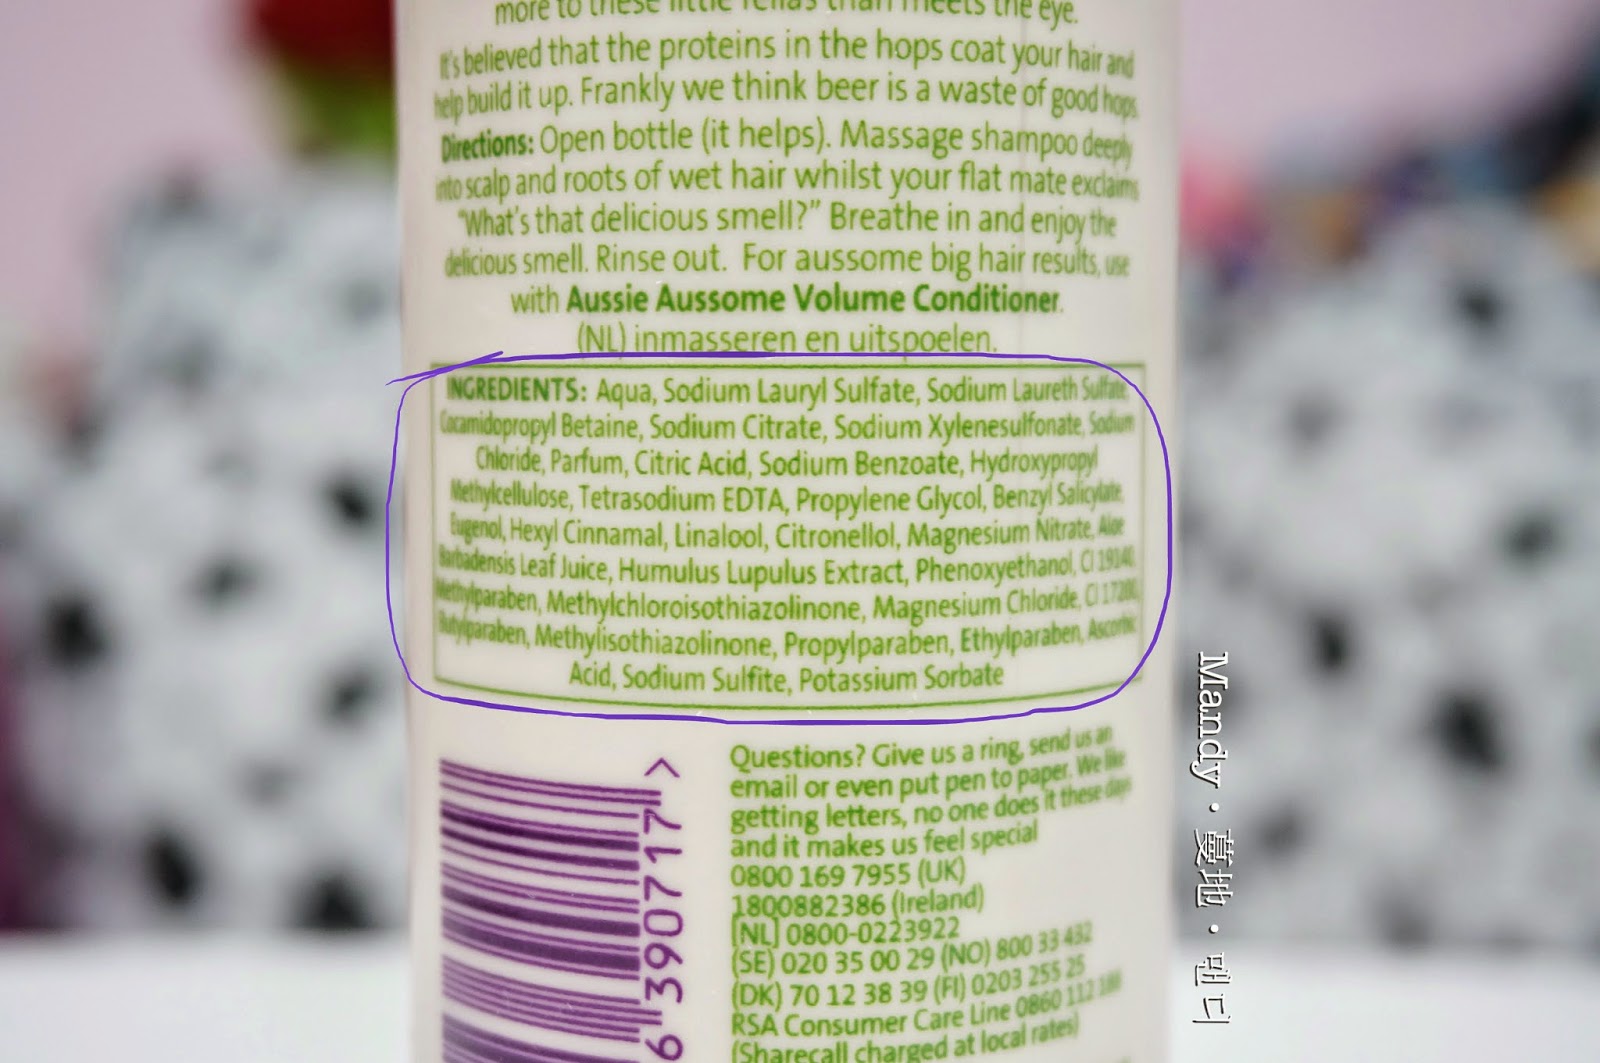 more to these little fellas than meets the eye.
It's believed that the proteins in the hops coat your hair and
help build it up. Frankly we think beer is a waste of good hops.
Directions: Open bottle (it helps). Massage shampoo deeply
into scalp and roots of wet hair whilst your flat mate exclaims
"What's that delicious smell?" Breathe in and enjoy the
delicious smell. Rinse out. For aussome big hair results, use
with Aussie Aussome Volume Conditioner.
(NL) inmasseren en uitspoelen.
INGREDIENTS: Aqua, Sodium Lauryl Sulfate, Sodium Laureth Sulfate,
Cocamidopropyl Betaine, Sodium Citrate, Sodium Xylenesulfonate, Sodium
Chloride, Parfum, Citric Acid, Sodium Benzoate, Hydroxypropyl
Methylcellulose, Tetrasodium EDTA, Propylene Glycol, Benzyl Salicylate,
Eugenol, Hexyl Cinnamal, Linalool, Citronellol, Magnesium Nitrate, Aloe
Barbadensis Leaf Juice, Humulus Lupulus Extract, Phenoxyethanol, CI 19140,
Methylparaben, Methylchloroisothiazolinone, Magnesium Chloride, CI 17200,
Butylparaben, Methylisothiazolinone, Propylparaben, Ethylparaben, Ascorbic
Acid, Sodium Sulfite, Potassium Sorbate
Questions? Give us a ring, send us an
email or even put pen to paper. We like
getting letters, no one does it these days
and it makes us feel special
0800 169 7955 (UK)
1800882386 (Ireland)
[NL] 0800-0223922
(SE) 020 35 00 29 (NO) 800 33 432
(DK) 70 12 38 39 (FI) 0203 255 25
RSA Consumer Care Line 0860 112 188
(Sharecall charged at local rates)
6 390717 >
Mandy · 蔓地 · 맨디